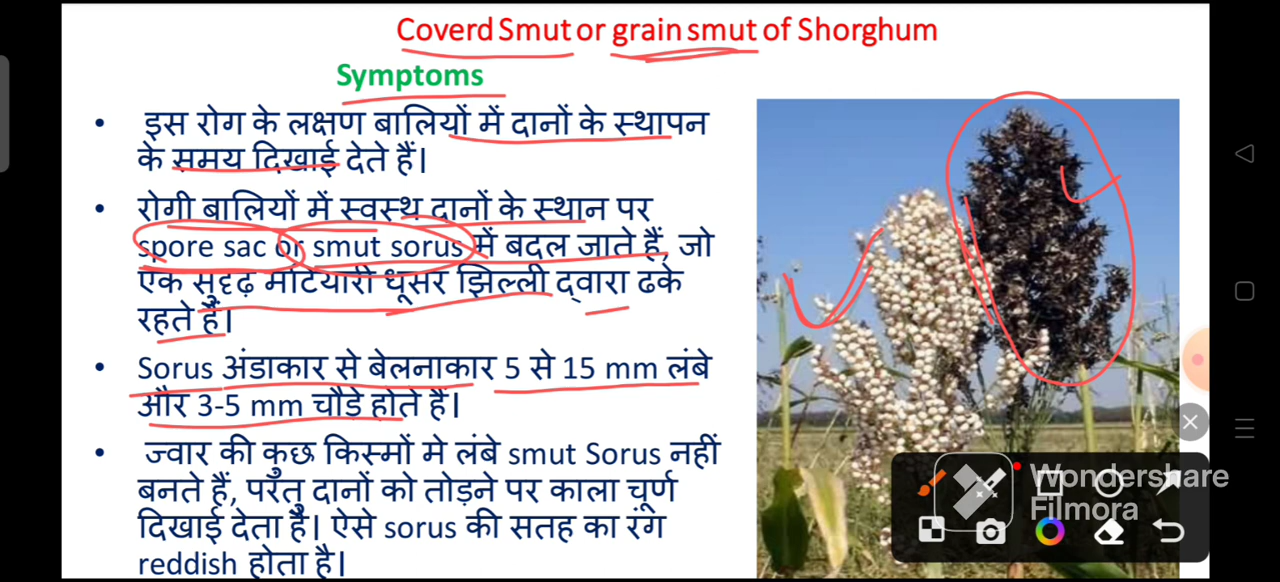 Coverd Smut or grain smut of Shorghum
Symptoms
• इस रोग के लक्षण बालियों में दानों के स्थापन
के समय दिखाई देते हैं।
• रोगी बालियों में स्वस्थ दानों के स्थान पर
spore sac or smut sorus में बदल जाते हैं, जो
एक सुदृढ़ मटियारी धूसर झिल्ली द्वारा ढके
रहते हैं।
• Sorus अंडाकार से बेलनाकार 5 से 15 mm लंबे
और 3-5 mm चौडे होते हैं।
• ज्वार की कुछ किस्मों मे लंबे smut Sorus नहीं
बनते हैं, परंतु दानों को तोड़ने पर काला चूर्ण
दिखाई देता है। ऐसे sorus की सतह का रंग
reddish होता है।
Wondershare
Filmora